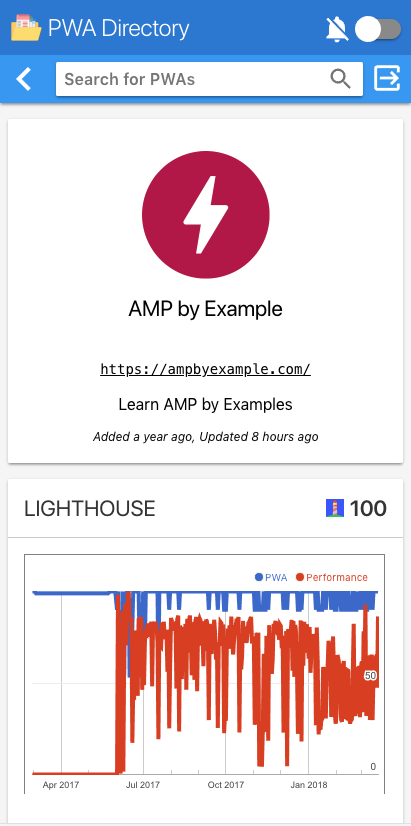 PWA Directory
Search for PWAs
AMP by Example
https://ampbyexample.com/
Learn AMP by Examples
Added a year ago, Updated 8 hours ago
LIGHTHOUSE 100
PWA Performance
50
0
Apr 2017 Jul 2017 Oct 2017 Jan 2018